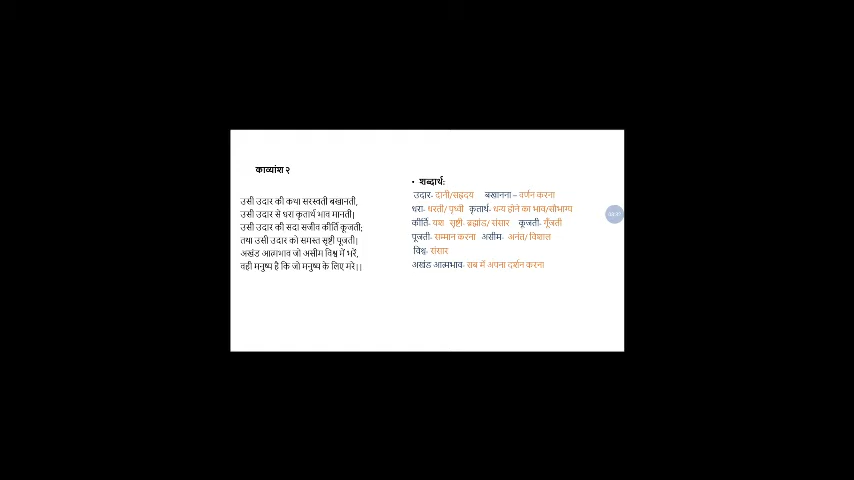 काव्यांश २
उसी उदार की कथा सरस्वती बखानती,
उसी उदार से धरा कृतार्थ भाव मानती।
उसी उदार की सदा सजीव कीर्ति कूजती;
तथा उसी उदार को समस्त सृष्टी पूजती।
अखंड आत्मभाव जो असीम विश्व में भरें,
वही मनुष्य है कि जो मनुष्य के लिए मरे।।
• शब्दार्थ:
उदार- दानी/सहृदय बखानना – वर्णन करना
धरा- धरती/ पृथ्वी कृतार्थ- धन्य होने का भाव/सौभाग्य
कीर्ति- यश सृष्टी- ब्रह्मांड/ संसार कूजती- गूँजती
पूजती- सम्मान करना असीम- अनंत/ विशाल
विश्व- संसार
अखंड आत्मभाव- सब में अपना दर्शन करना